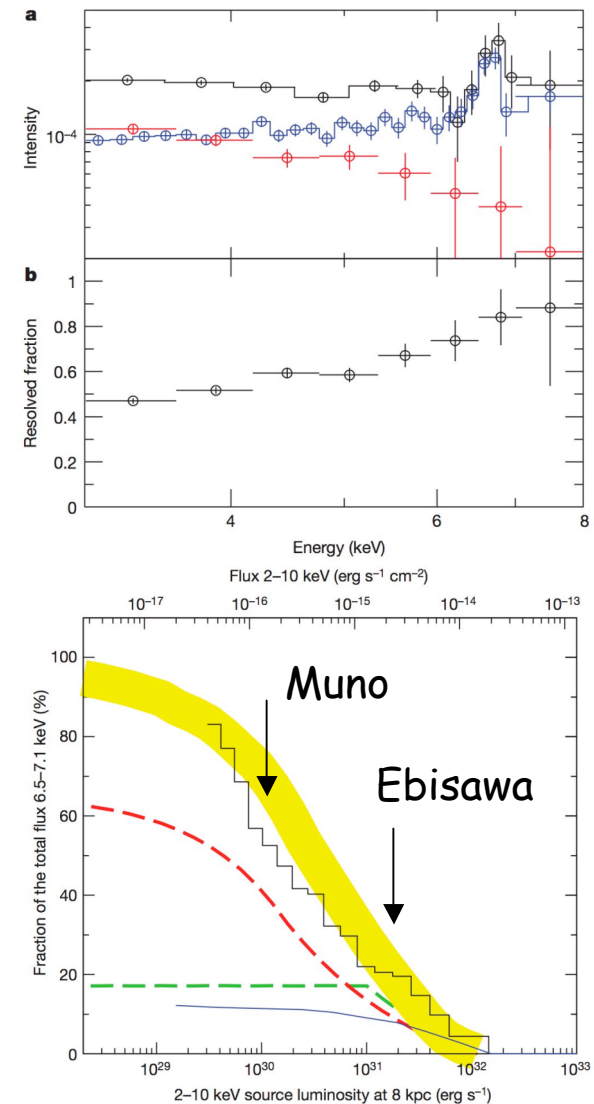 a
Intensity
10⁻⁴
b
Resolved fraction
1
0.8
0.6
0.4
0.2
0
4 6 8
Energy (keV)
Flux 2–10 keV (erg s⁻¹ cm⁻²)
10⁻¹⁷ 10⁻¹⁶ 10⁻¹⁵ 10⁻¹⁴ 10⁻¹³
Fraction of the total flux 6.5–7.1 keV (%)
100
80
60
40
20
0
Muno
Ebisawa
10²⁹ 10³⁰ 10³¹ 10³² 10³³
2–10 keV source luminosity at 8 kpc (erg s⁻¹)